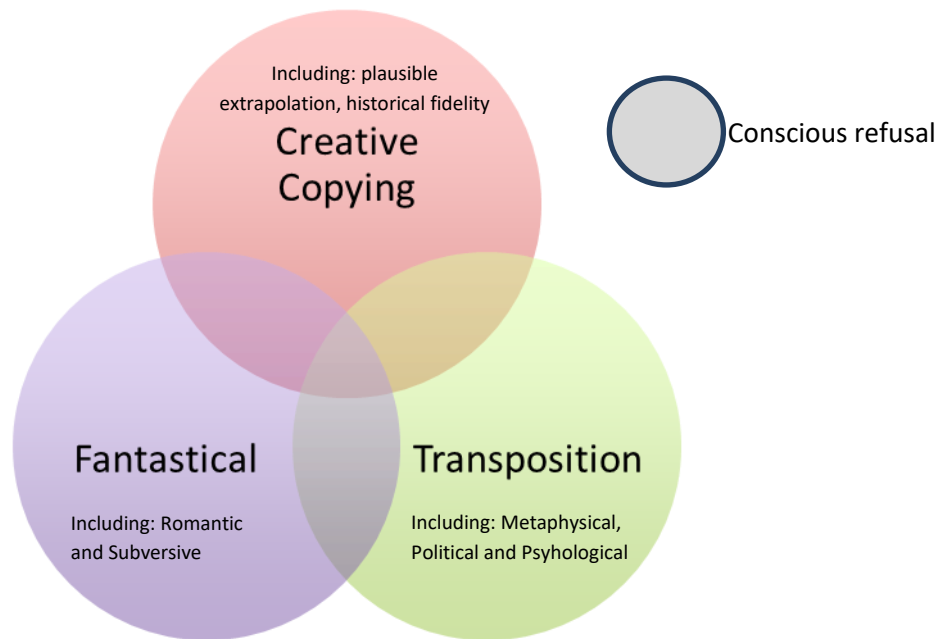 Including: plausible
extrapolation, historical fidelity
Creative
Copying
Conscious refusal
Fantastical
Including: Romantic
and Subversive
Transposition
Including: Metaphysical,
Political and Psyhological